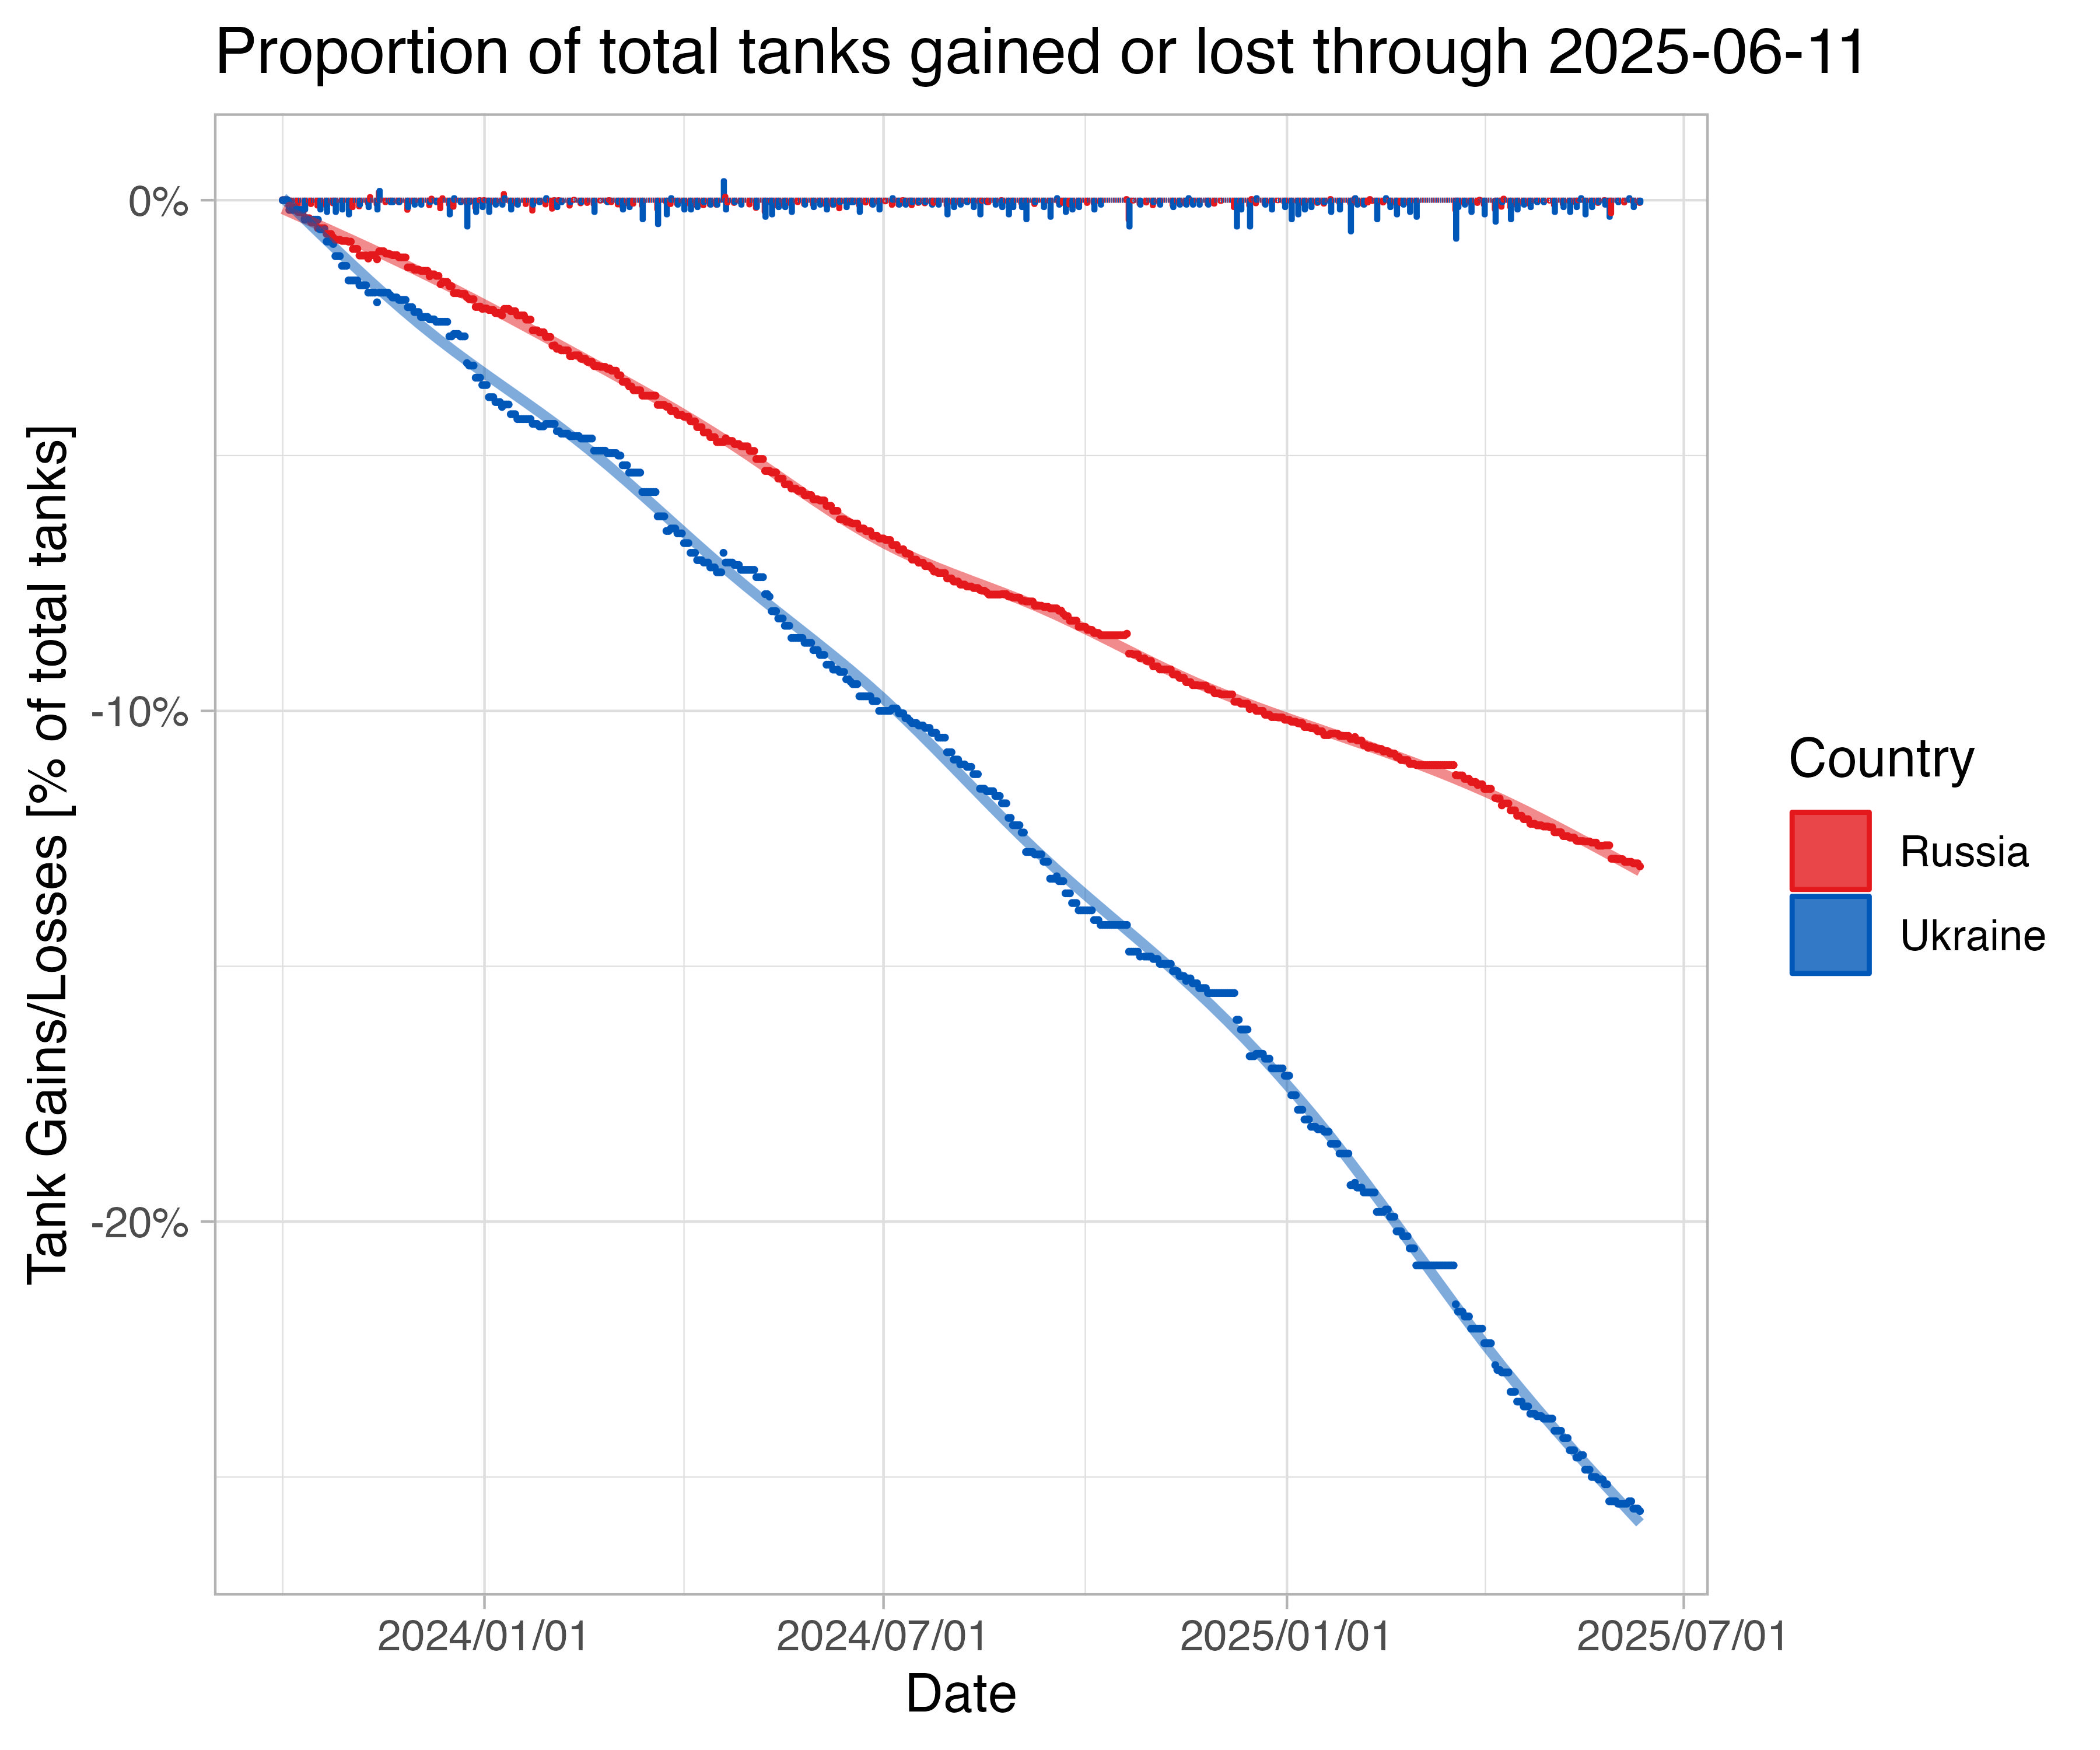 Proportion of total tanks gained or lost through 2025-06-11
Tank Gains/Losses [% of total tanks]
0%
-10%
-20%
2024/01/01
2024/07/01
2025/01/01
2025/07/01
Date
Country
Russia
Ukraine